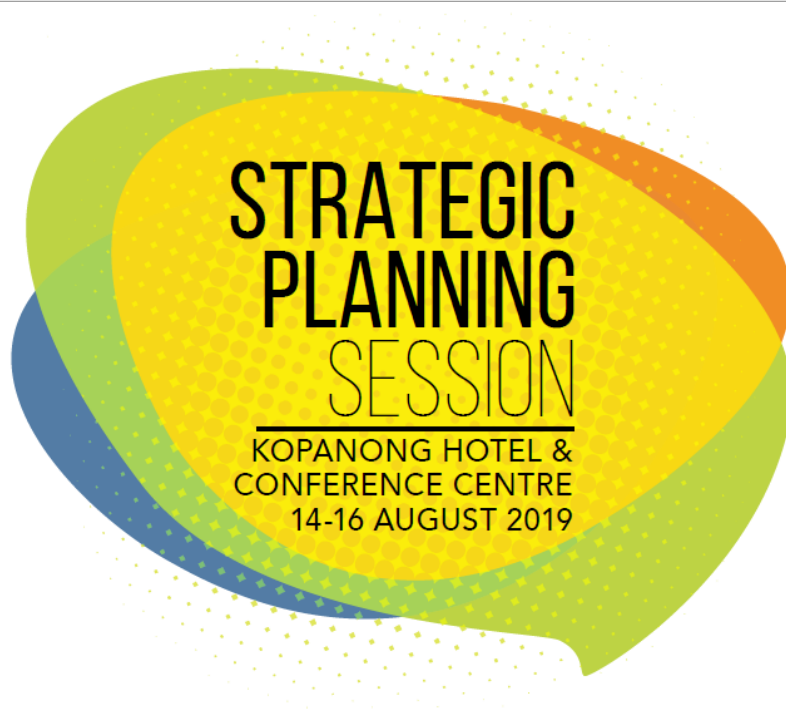 STRATEGIC
PLANNING
SESSION
KOPANONG HOTEL &
CONFERENCE CENTRE
14-16 AUGUST 2019